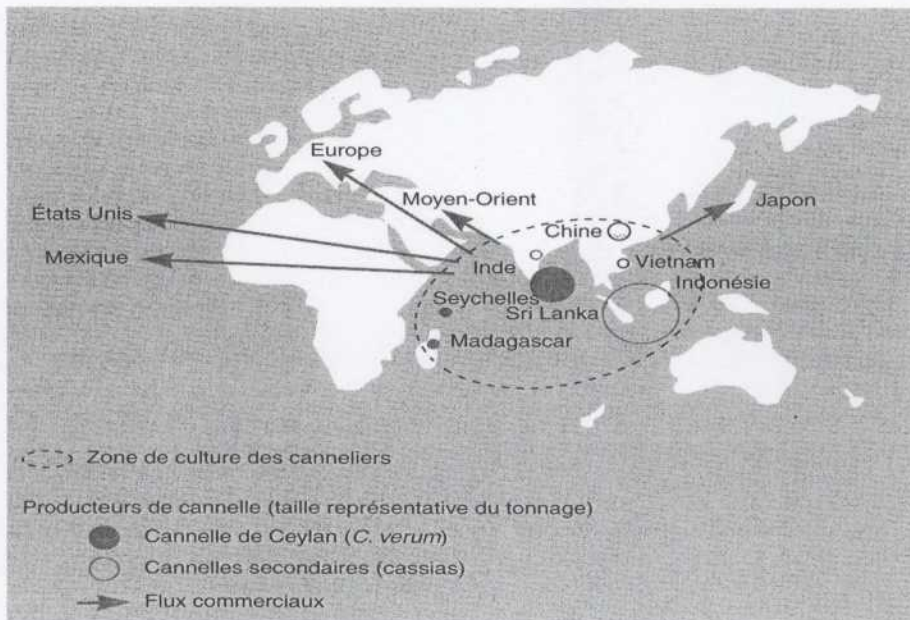 Europe
Moyen-Orient
États Unis
Japon
Chine
Mexique
Inde
Vietnam
Indonésie
Seychelles
Sri Lanka
Madagascar
Zone de culture des canneliers
Producteurs de cannelle (taille représentative du tonnage)
Cannelle de Ceylan (C. verum)
Cannelles secondaires (cassias)
Flux commerciaux